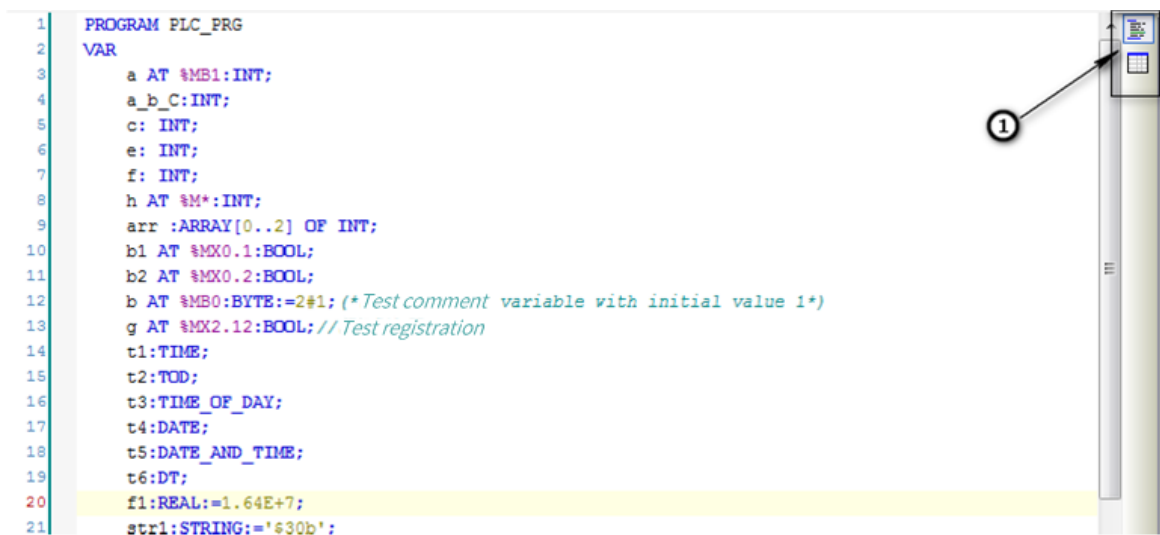 1 PROGRAM PLC_PRG
2 VAR
3 a AT %MB1:INT;
4 a_b_C:INT;
5 c: INT;
6 e: INT;
7 f: INT;
8 h AT %M*:INT;
9 arr :ARRAY[0..2] OF INT;
10 b1 AT %MX0.1:BOOL;
11 b2 AT %MX0.2:BOOL;
12 b AT %MB0:BYTE:=2#1; (*Test comment variable with initial value 1*)
13 g AT %MX2.12:BOOL; // Test registration
14 t1:TIME;
15 t2:TOD;
16 t3:TIME_OF_DAY;
17 t4:DATE;
18 t5:DATE_AND_TIME;
19 t6:DT;
20 f1:REAL:=1.64E+7;
21 str1:STRING:='$30b';
1